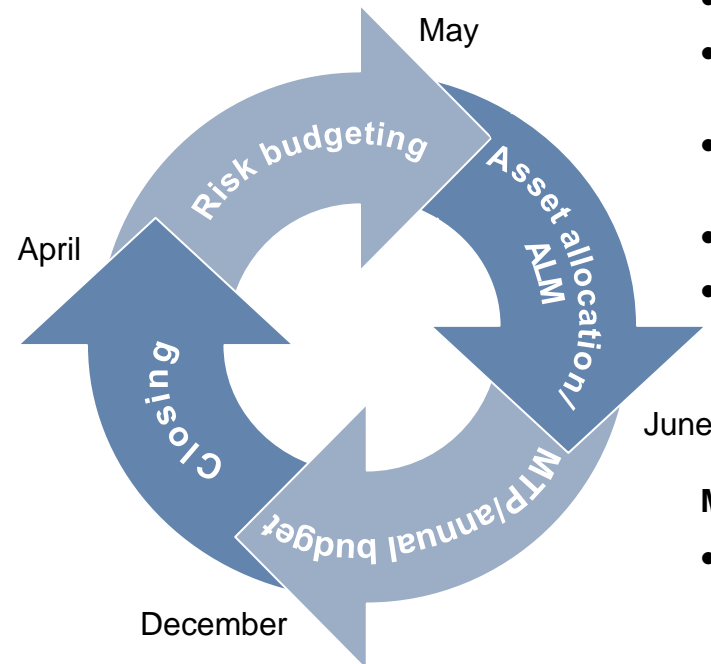 May
Risk budgeting
Asset allocation/
ALM
April
Closing
June
MTP/annual budget
December